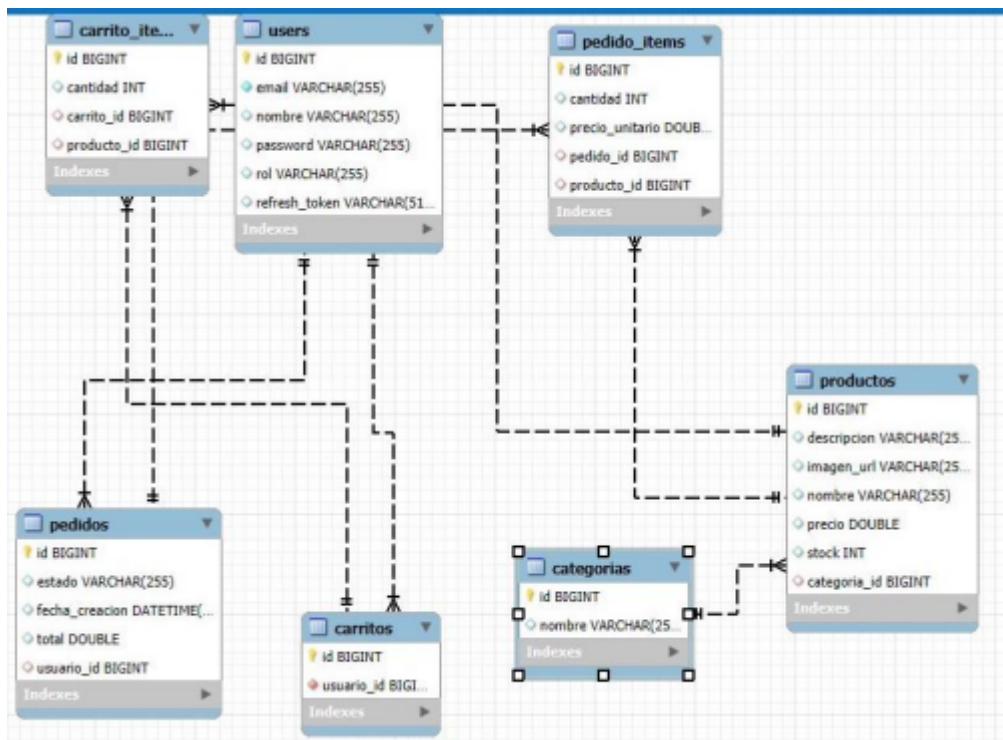 carrito_ite...
id BIGINT
cantidad INT
carrito_id BIGINT
producto_id BIGINT
Indexes
users
id BIGINT
email VARCHAR(255)
nombre VARCHAR(255)
password VARCHAR(255)
rol VARCHAR(255)
refresh_token VARCHAR(51...
Indexes
pedido_items
id BIGINT
cantidad INT
precio_unitario DOUB...
pedido_id BIGINT
producto_id BIGINT
Indexes
productos
id BIGINT
descripcion VARCHAR(25...
imagen_url VARCHAR(25...
nombre VARCHAR(255)
precio DOUBLE
stock INT
categoria_id BIGINT
Indexes
pedidos
id BIGINT
estado VARCHAR(255)
fecha_creacion DATETIME(...
total DOUBLE
usuario_id BIGINT
Indexes
categorias
id BIGINT
nombre VARCHAR(25...
Indexes
carritos
id BIGINT
usuario_id BIGI...
Indexes